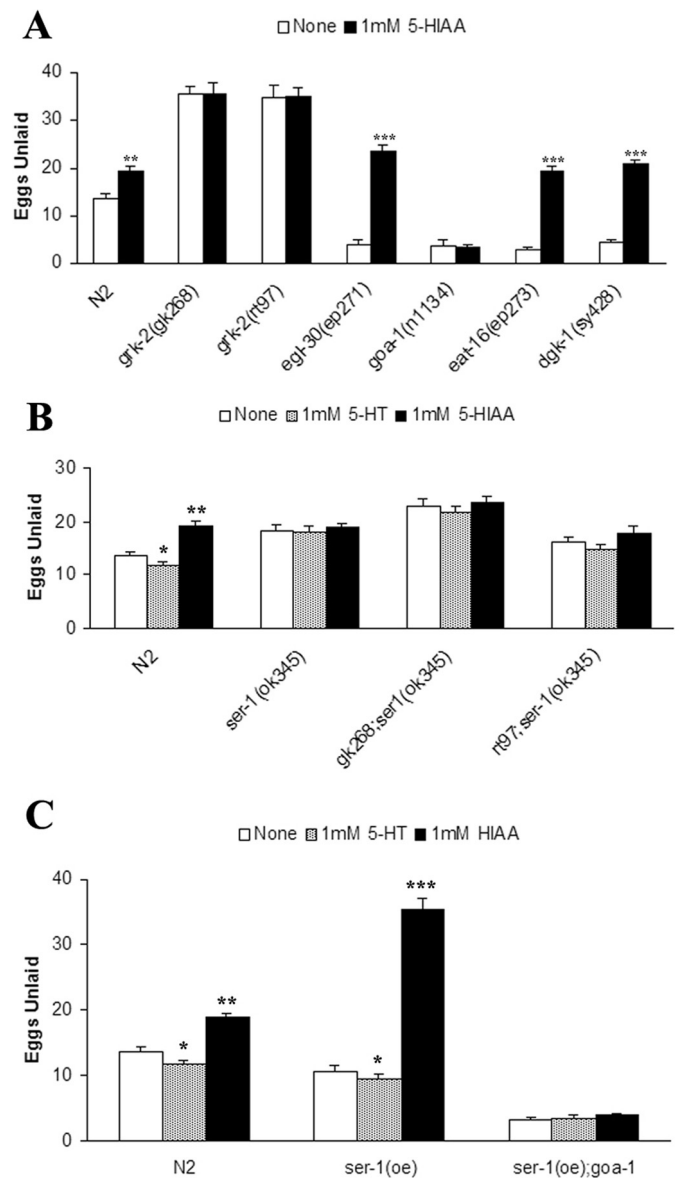 A
None 1mM 5-HIAA
Eggs Unlaid
40
30
20
10
0
** *** *** ***
N2 grk-2(gk268) grk-2(rt97) egl-30(ep271) goa-1(n1134) eat-16(ep273) dgk-1(sy428)
B
None 1mM 5-HT 1mM 5-HIAA
Eggs Unlaid
30
20
10
0
* **
N2 ser-1(ok345) gk268;ser1(ok345) rt97;ser-1(ok345)
C
None 1mM 5-HT 1mM HIAA
Eggs Unlaid
40
30
20
10
0
* ** * ***
N2 ser-1(oe) ser-1(oe);goa-1